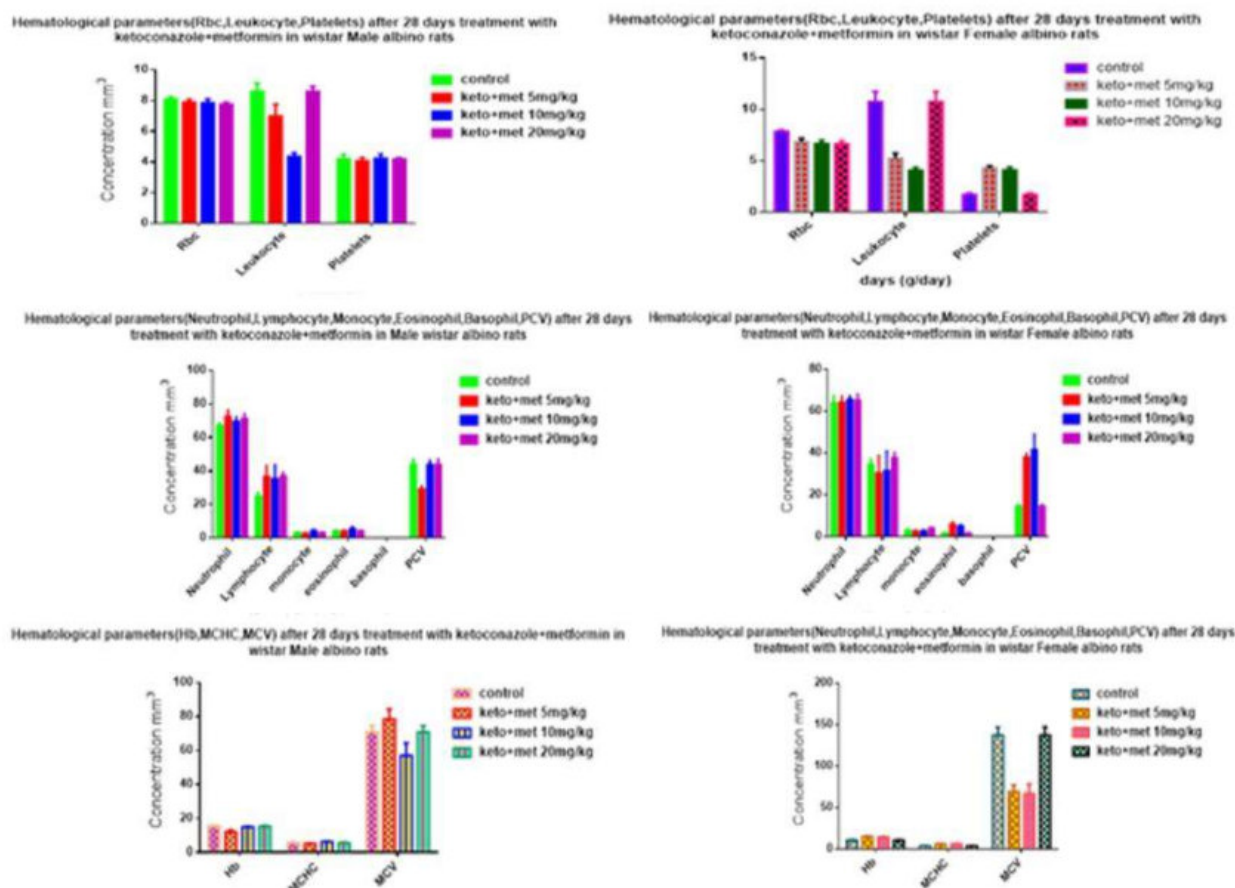 Hematological parameters(Rbc,Leukocyte,Platelets) after 28 days treatment with
ketoconazole+metformin in wistar Male albino rats
Concentration mm3
10
8
6
4
2
0
Rbc
Leukocyte
Platelets
control
keto+met 5mg/kg
keto+met 10mg/kg
keto+met 20mg/kg
Hematological parameters(Rbc,Leukocyte,Platelets) after 28 days treatment with
ketoconazole+metformin in wistar Female albino rats
Concentration mm3
15
10
5
0
Rbc
Leukocyte
Platelets
days (g/day)
control
keto+met 5mg/kg
keto+met 10mg/kg
keto+met 20mg/kg
Hematological parameters(Neutrophil,Lymphocyte,Monocyte,Eosinophil,Basophil,PCV) after 28 days
treatment with ketoconazole+metformin in Male wistar albino rats
Concentration mm3
100
80
60
40
20
0
Neutrophil
Lymphocyte
monocyte
eosinophil
basophil
PCV
control
keto+met 5mg/kg
keto+met 10mg/kg
keto+met 20mg/kg
Hematological parameters(Neutrophil,Lymphocyte,Monocyte,Eosinophil,Basophil,PCV) after 28 days
treatment with ketoconazole+metformin in wistar Female albino rats
Concentration mm3
80
60
40
20
0
Neutrophil
Lymphocyte
monocyte
eosinophil
basophil
PCV
control
keto+met 5mg/kg
keto+met 10mg/kg
keto+met 20mg/kg
Hematological parameters(Hb,MCHC,MCV) after 28 days treatment with ketoconazole+metformin in
wistar Male albino rats
Concentration mm3
100
80
60
40
20
0
Hb
MCHC
MCV
control
keto+met 5mg/kg
keto+met 10mg/kg
keto+met 20mg/kg
Hematological parameters(Neutrophil,Lymphocyte,Monocyte,Eosinophil,Basophil,PCV) after 28 days
treatment with ketoconazole+metformin in wistar Female albino rats
Concentration mm3
200
150
100
50
0
Hb
MCHC
MCV
control
keto+met 5mg/kg
keto+met 10mg/kg
keto+met 20mg/kg